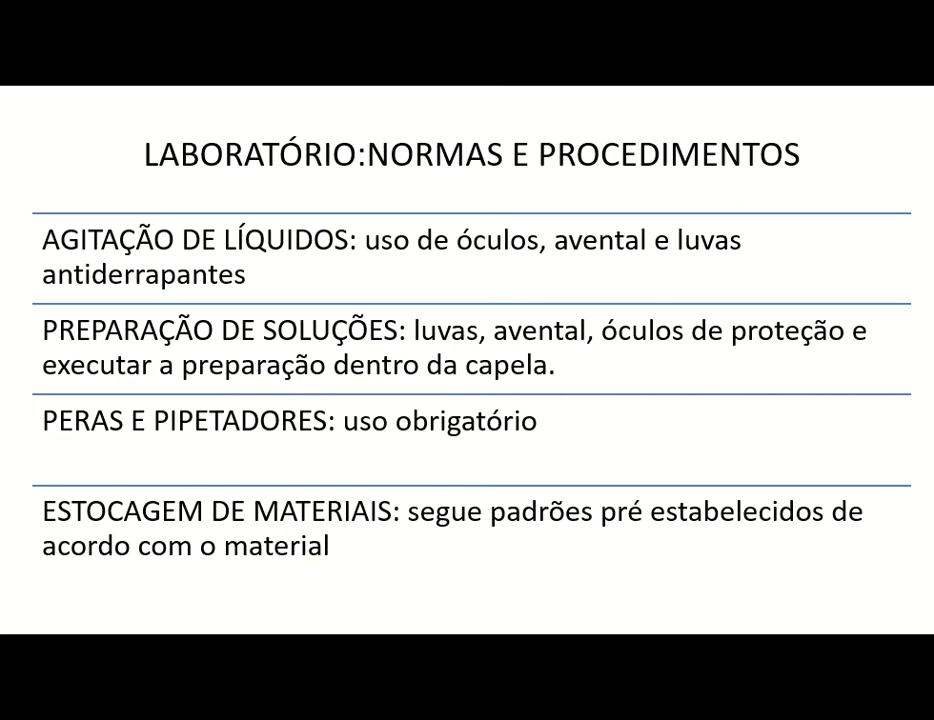 LABORATÓRIO:NORMAS E PROCEDIMENTOS
AGITAÇÃO DE LÍQUIDOS: uso de óculos, avental e luvas
antiderrapantes
PREPARAÇÃO DE SOLUÇÕES: luvas, avental, óculos de proteção e
executar a preparação dentro da capela.
PERAS E PIPETADORES: uso obrigatório
ESTOCAGEM DE MATERIAIS: segue padrões pré estabelecidos de
acordo com o material